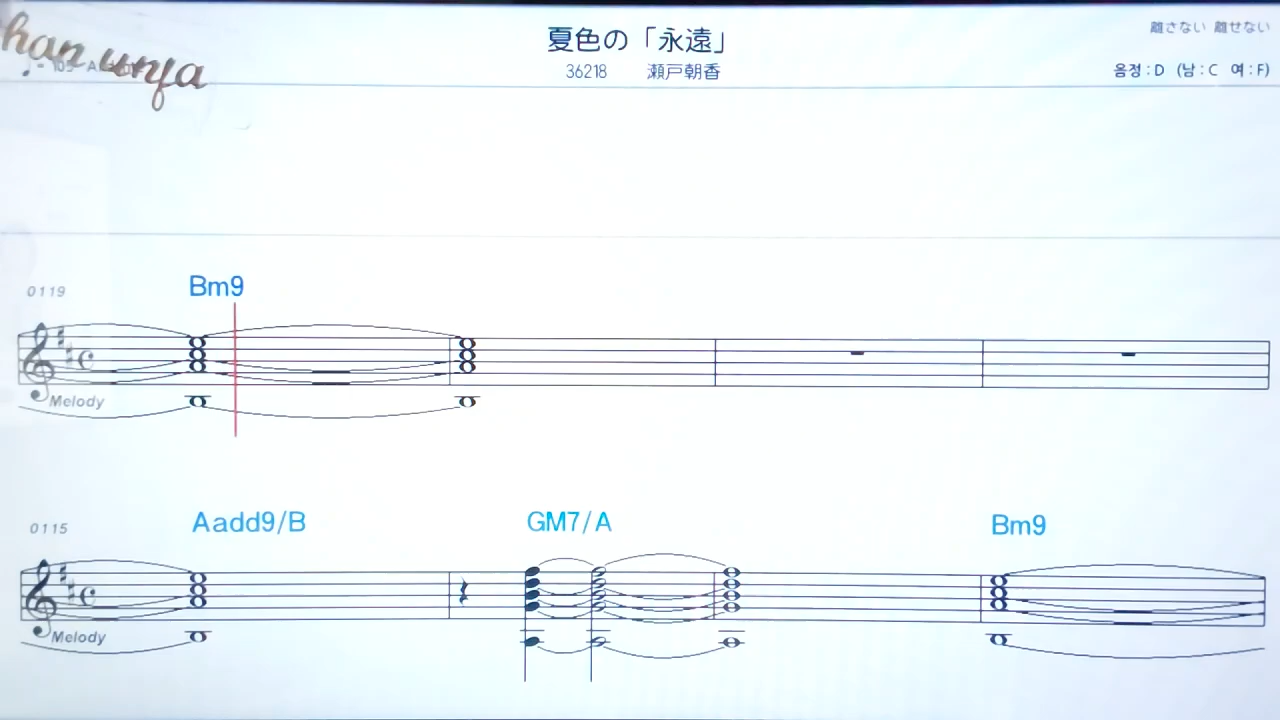 han unfa
夏色の「永遠」
36218 瀬戸朝香
離さない 離せない
음정 : D (남 : C 여 : F)
0119
Bm9
Melody
0115
Aadd9/B GM7/A Bm9
Melody